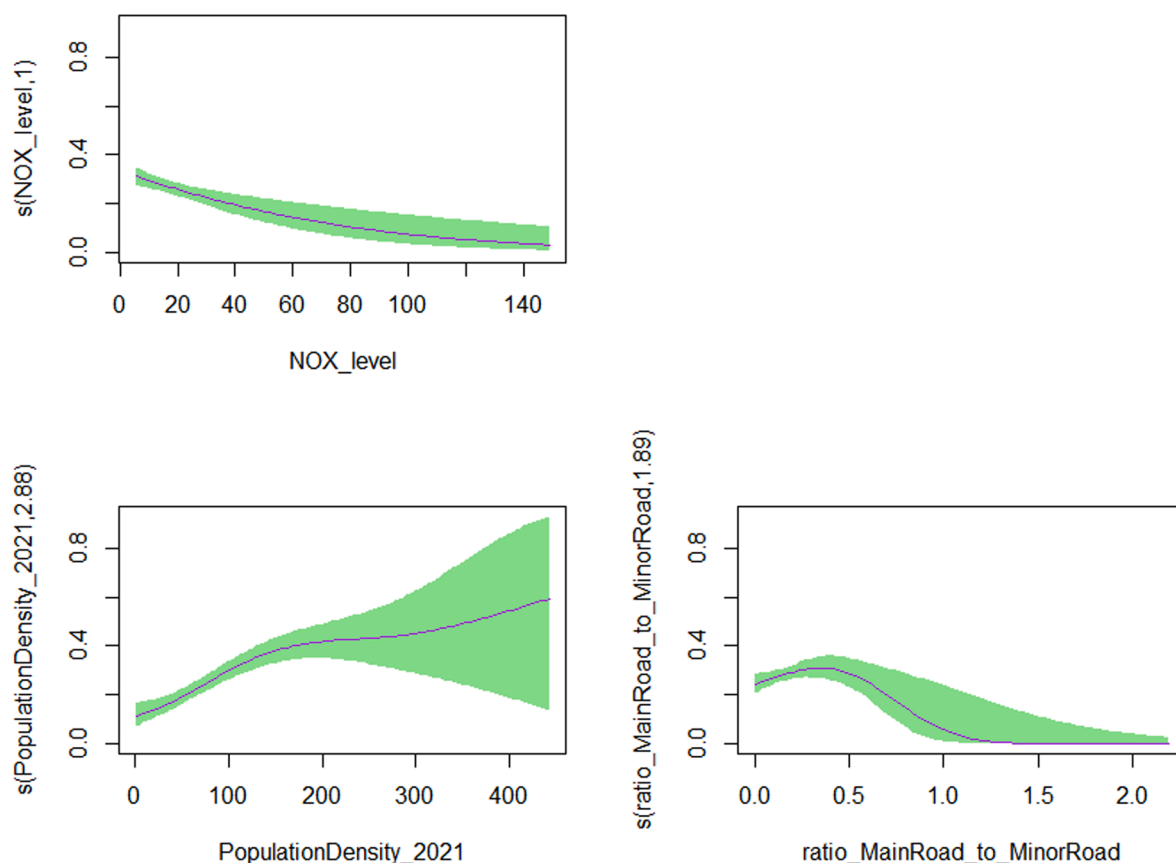 s(NOX_level,1)
0.8
0.4
0.0
0 20 40 60 80 100 140
NOX_level
s(PopulationDensity_2021,2.88)
0.8
0.4
0.0
0 100 200 300 400
PopulationDensity_2021
s(ratio_MainRoad_to_MinorRoad,1.89)
0.8
0.4
0.0
0.0 0.5 1.0 1.5 2.0
ratio_MainRoad_to_MinorRoad